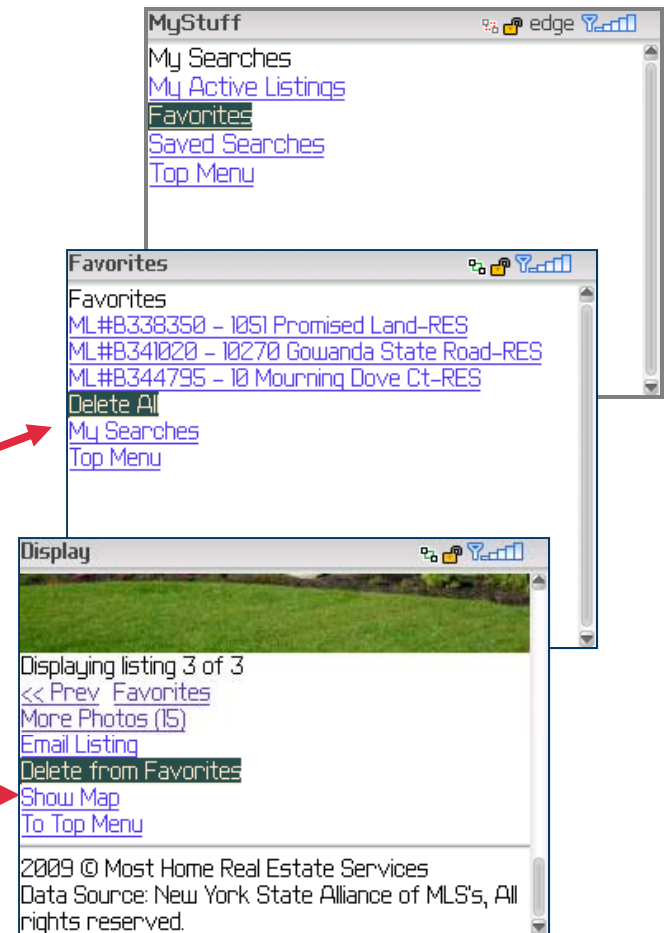 MyStuff edge
My Searches
My Active Listings
Favorites
Saved Searches
Top Menu
Favorites
Favorites
ML#B338350 - 1051 Promised Land-RES
ML#B341020 - 10270 Gowanda State Road-RES
ML#B344795 - 10 Mourning Dove Ct-RES
Delete All
My Searches
Top Menu
Display
Displaying listing 3 of 3
<< Prev Favorites
More Photos (15)
Email Listing
Delete from Favorites
Show Map
To Top Menu
2009 © Most Home Real Estate Services
Data Source: New York State Alliance of MLS's, All
rights reserved.